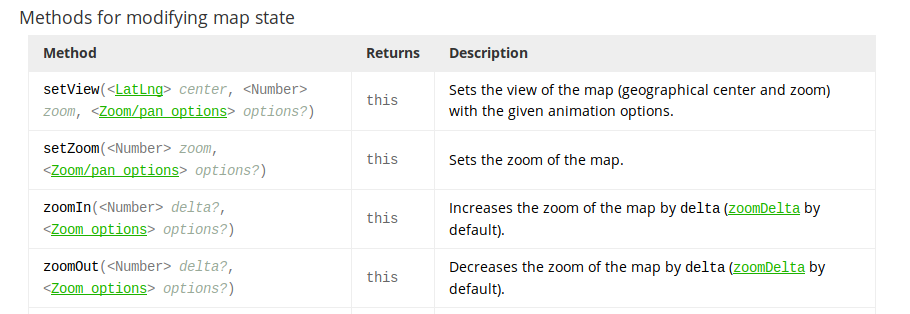 Methods for modifying map state
Method Returns Description
setView(<LatLng> center, <Number>
zoom, <Zoom/pan options> options?)
this
Sets the view of the map (geographical center and zoom)
with the given animation options.
setZoom(<Number> zoom,
<Zoom/pan options> options?)
this
Sets the zoom of the map.
zoomIn(<Number> delta?,
<Zoom options> options?)
this
Increases the zoom of the map by delta (zoomDelta by
default).
zoomOut(<Number> delta?,
<Zoom options> options?)
this
Decreases the zoom of the map by delta (zoomDelta by
default).